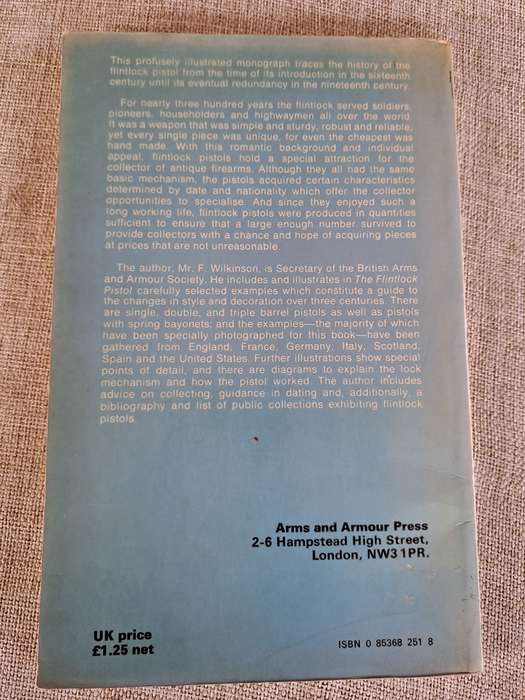 This profusely illustrated monograph traces the history of the
flintlock pistol from the time of its introduction in the sixteenth
century until its eventual redundancy in the nineteenth century.
For nearly three hundred years the flintlock served soldiers,
pioneers, householders and highwaymen all over the world.
It was a weapon that was simple and sturdy, robust and reliable,
yet every single piece was unique, for even the cheapest was
hand made. With this romantic background and individual
appeal, flintlock pistols hold a special attraction for the
collector of antique firearms. Although they all had the same
basic mechanism, the pistols acquired certain characteristics
determined by date and nationality which offer the collector
opportunities to specialise. And since they enjoyed such a
long working life, flintlock pistols were produced in quantities
sufficient to ensure that a large enough number survived to
provide collectors with a chance and hope of acquiring pieces
at prices that are not unreasonable.
The author, Mr. F. Wilkinson, is Secretary of the British Arms
and Armour Society. He includes and illustrates in The Flintlock
Pistol carefully selected examples which constitute a guide to
the changes in style and decoration over three centuries. There
are single, double, and triple barrel pistols as well as pistols
with spring bayonets; and the examples—the majority of which
have been specially photographed for this book—have been
gathered from England, France, Germany, Italy, Scotland,
Spain and the United States. Further illustrations show special
points of detail, and there are diagrams to explain the lock
mechanism and how the pistol worked. The author includes
advice on collecting, guidance in dating and, additionally, a
bibliography and list of public collections exhibiting flintlock
pistols.
Arms and Armour Press
2-6 Hampstead High Street,
London, NW3 1PR.
UK price
£1.25 net
ISBN 0 85368 251 8